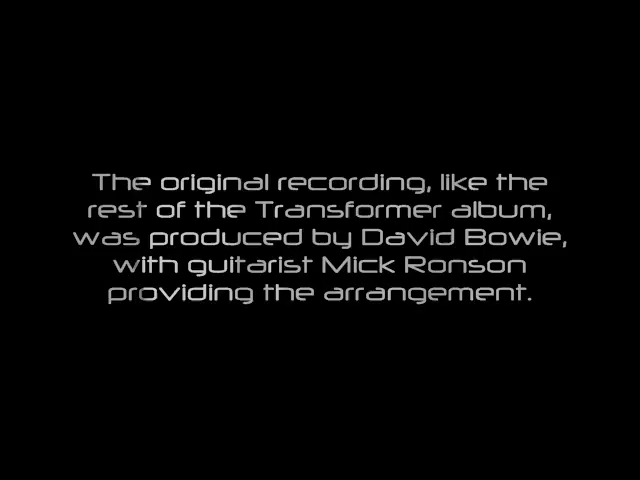 The original recording, like the
rest of the Transformer album,
was produced by David Bowie,
with guitarist Mick Ronson
providing the arrangement.